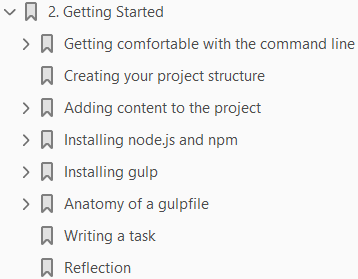 2. Getting Started
Getting comfortable with the command line
Creating your project structure
Adding content to the project
Installing node.js and npm
Installing gulp
Anatomy of a gulpfile
Writing a task
Reflection